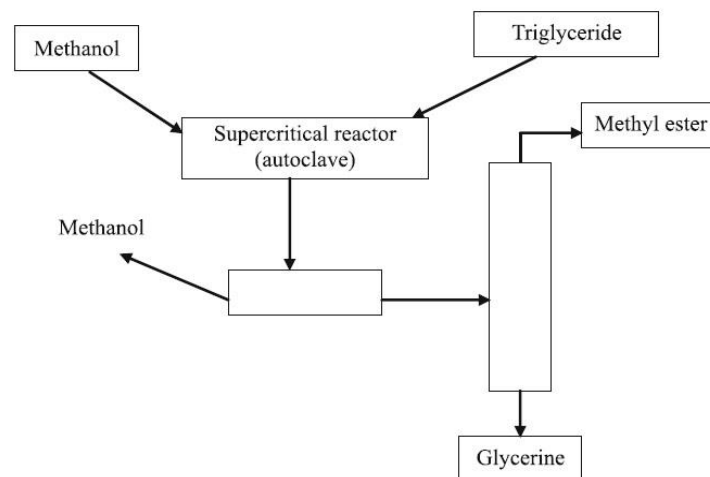 Methanol
Triglyceride
Supercritical reactor
(autoclave)
Methyl ester
Methanol
Glycerine